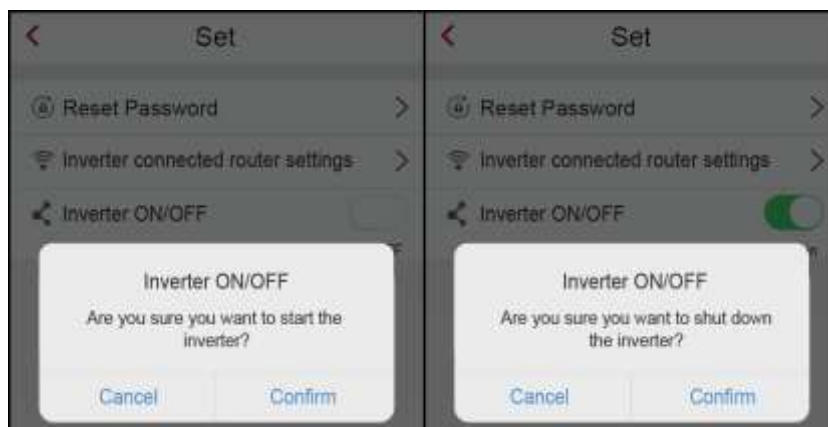 Set
Reset Password
Inverter connected router settings
Inverter ON/OFF
Inverter ON/OFF
Are you sure you want to start the
inverter?
Cancel Confirm
Set
Reset Password
Inverter connected router settings
Inverter ON/OFF
Inverter ON/OFF
Are you sure you want to shut down
the inverter?
Cancel Confirm